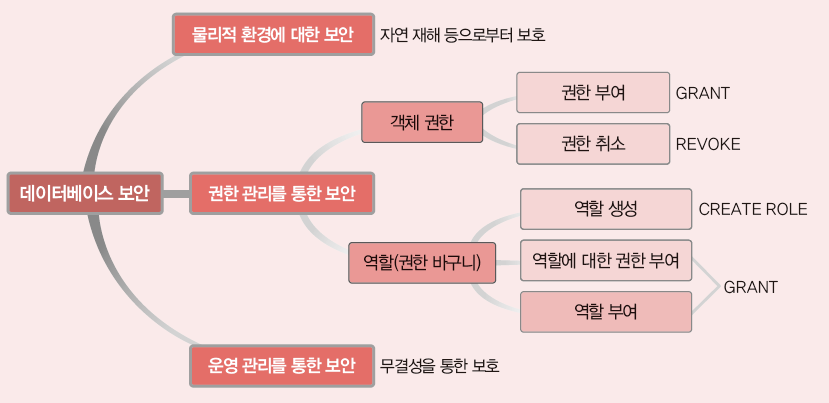 물리적 환경에 대한 보안
자연 재해 등으로부터 보호
권한 부여
GRANT
객체 권한
권한 취소
REVOKE
데이터베이스 보안
권한 관리를 통한 보안
역할 생성
CREATE ROLE
역할(권한 바구니)
역할에 대한 권한 부여
GRANT
역할 부여
운영 관리를 통한 보안
무결성을 통한 보호